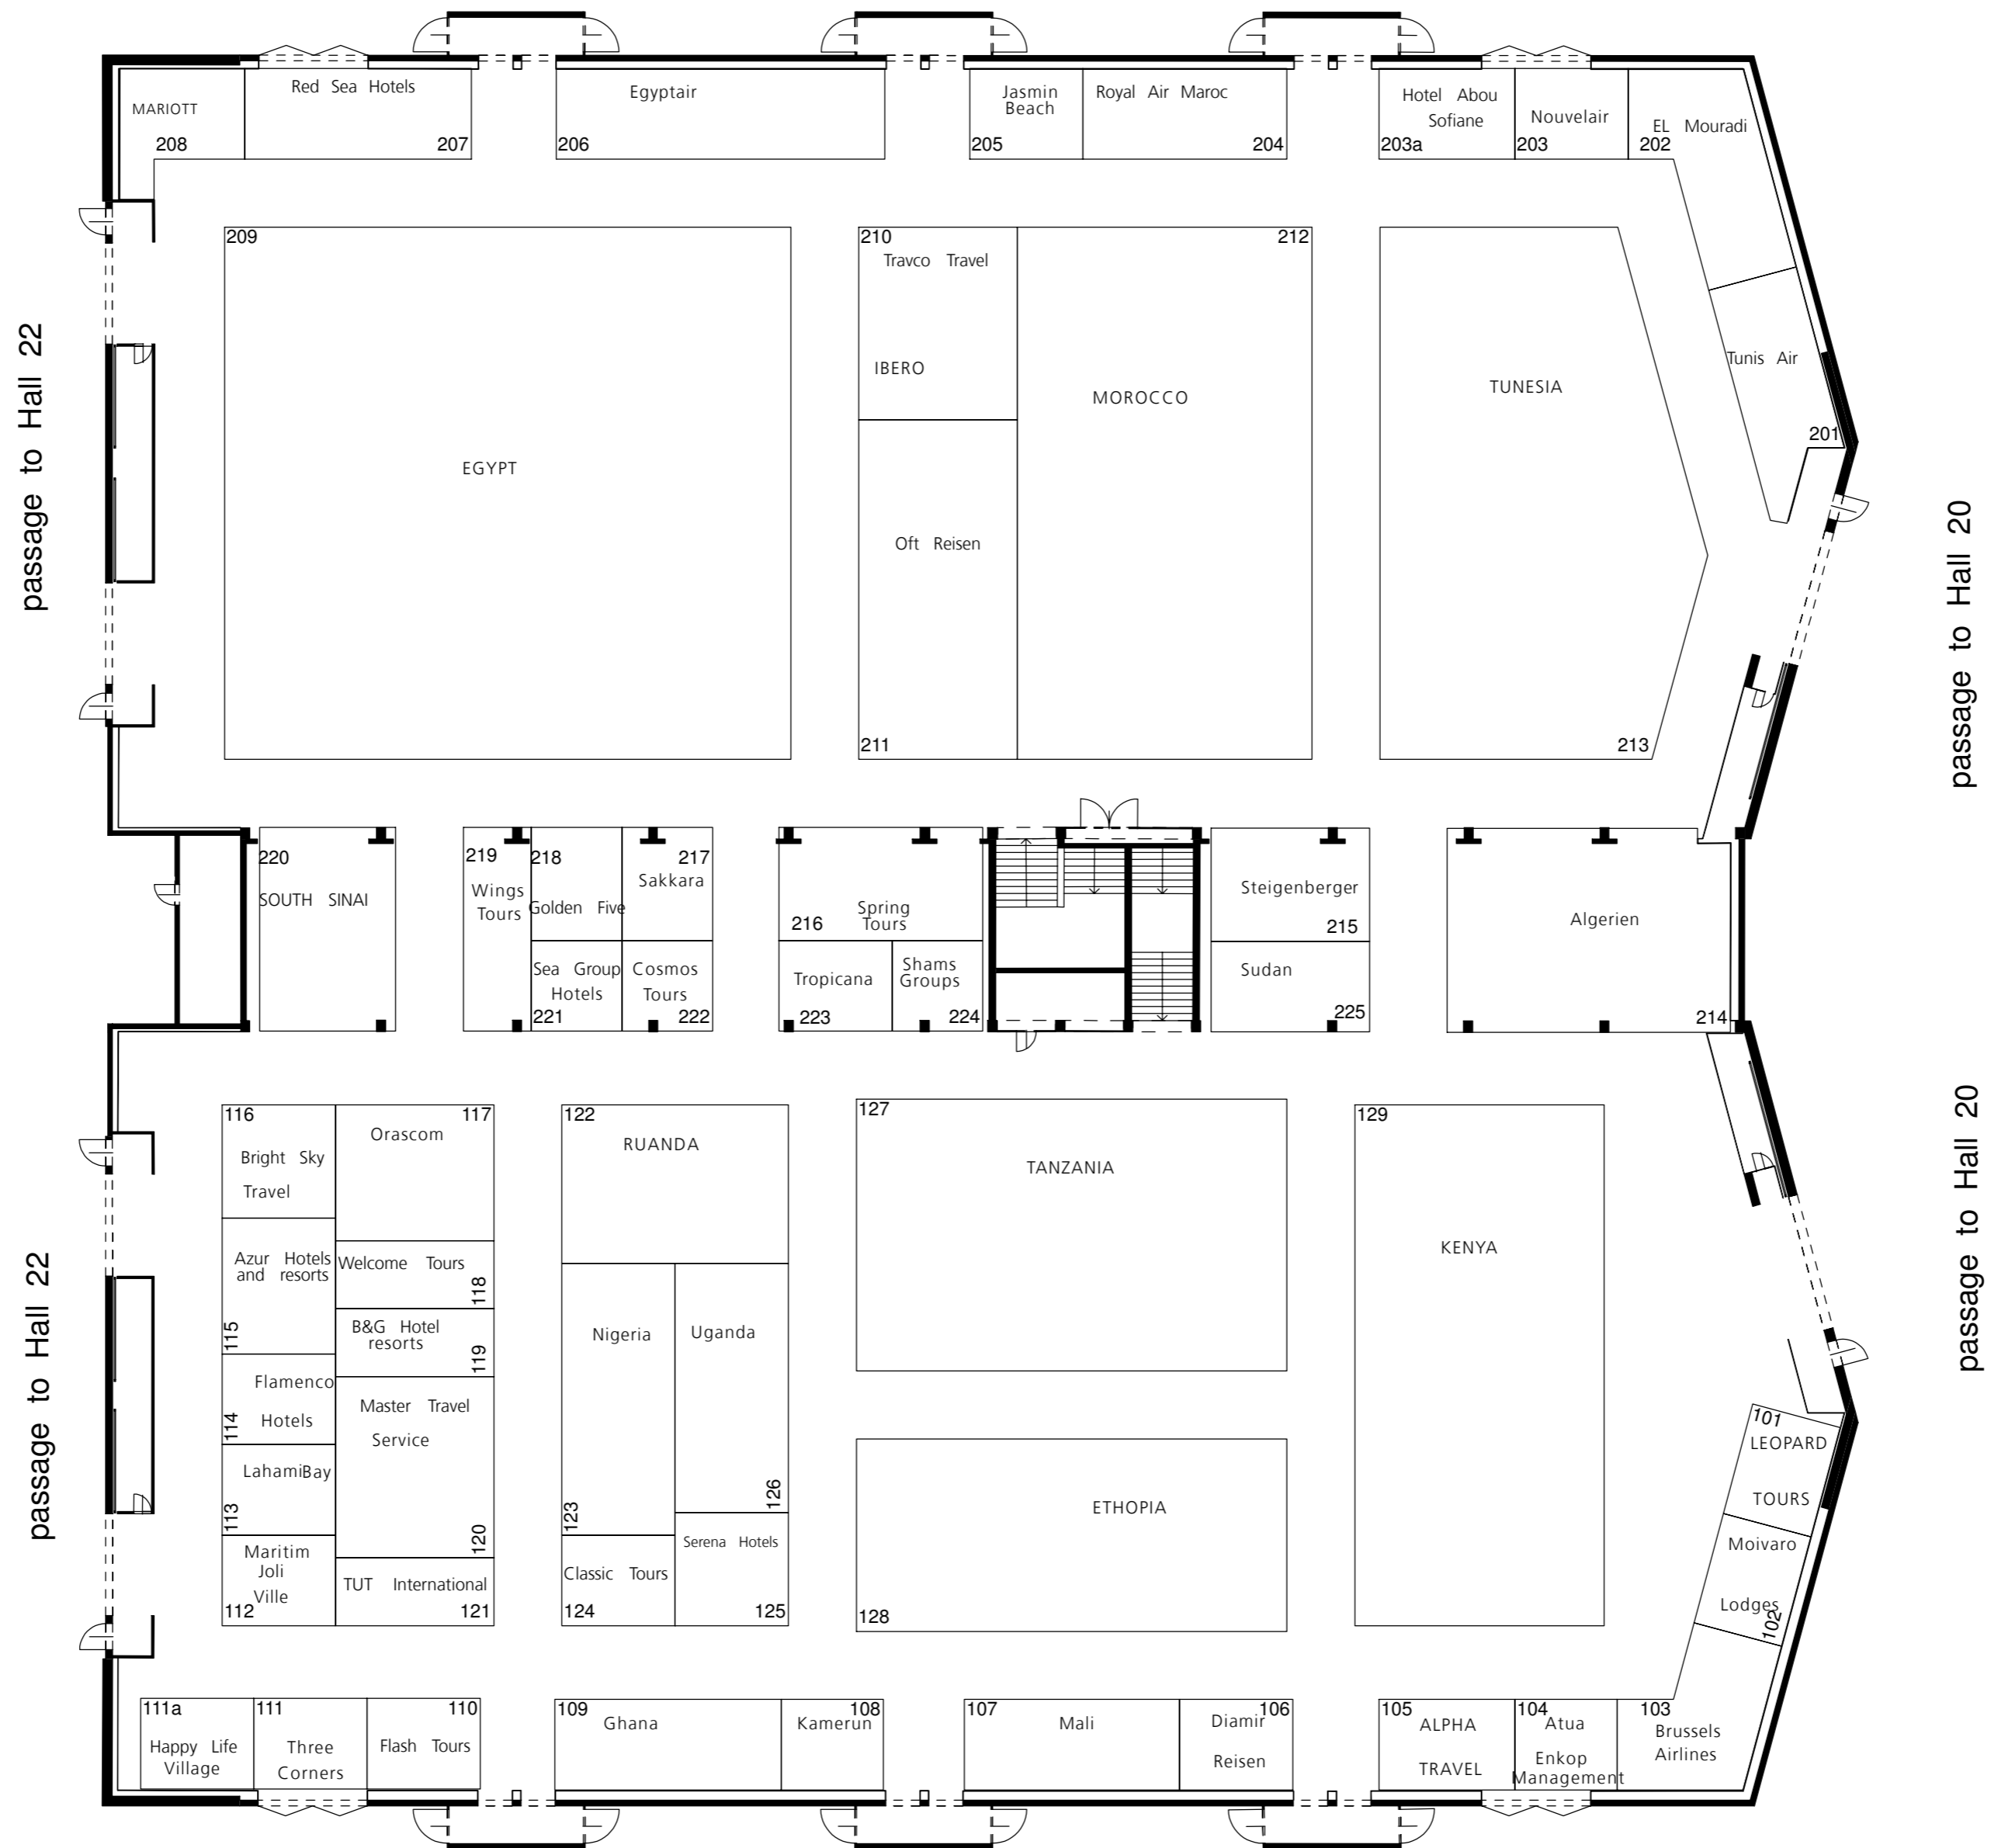 Red Sea Hotels
MARIOTT
208
207
Egyptair
206
Jasmin
Beach
205
Royal Air Maroc
204
Hotel Abou
Sofiane
203a
Nouvelair
203
EL Mouradi
202
Tunis Air
201
passage to Hall 22
209
EGYPT
210
Travco Travel
IBERO
Oft Reisen
211
212
MOROCCO
TUNESIA
213
passage to Hall 20
220
SOUTH SINAI
219
Wings
Tours
218
Golden Five
217
Sakkara
Sea Group
Hotels
221
Cosmos
Tours
222
216
Spring
Tours
Tropicana
223
Shams
Groups
224
Steigenberger
215
Sudan
225
Algerien
214
passage to Hall 22
116
Bright Sky
Travel
117
Orascom
Azur Hotels
and resorts
115
Welcome Tours
118
B&G Hotel
resorts
119
Flamenco
Hotels
114
Master Travel
Service
120
LahamiBay
113
Maritim
Joli
Ville
112
TUT International
121
122
RUANDA
Nigeria
123
Uganda
126
Classic Tours
124
Serena Hotels
125
127
TANZANIA
ETHOPIA
128
129
KENYA
passage to Hall 20
101
LEOPARD
TOURS
Moivaro
Lodges
102
111a
Happy Life
Village
111
Three
Corners
110
Flash Tours
109
Ghana
108
Kamerun
107
Mali
106
Diamir
Reisen
105
ALPHA
TRAVEL
104
Atua
Enkop
Management
103
Brussels
Airlines